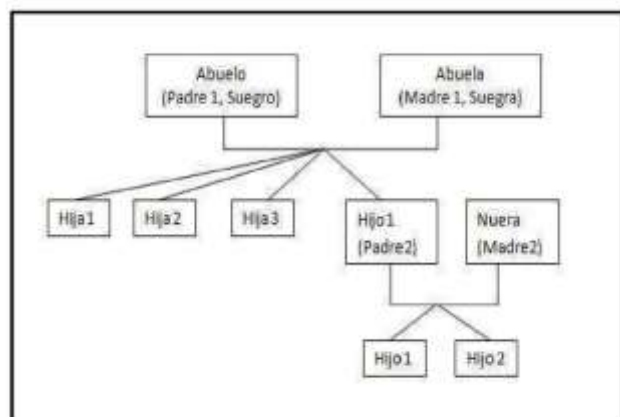 Abuelo
(Padre 1, Suegro)
Abuela
(Madre 1, Suegra)
Hija1
Hija2
Hija3
Hijo1
(Padre2)
Nuera
(Madre2)
Hijo1
Hijo2